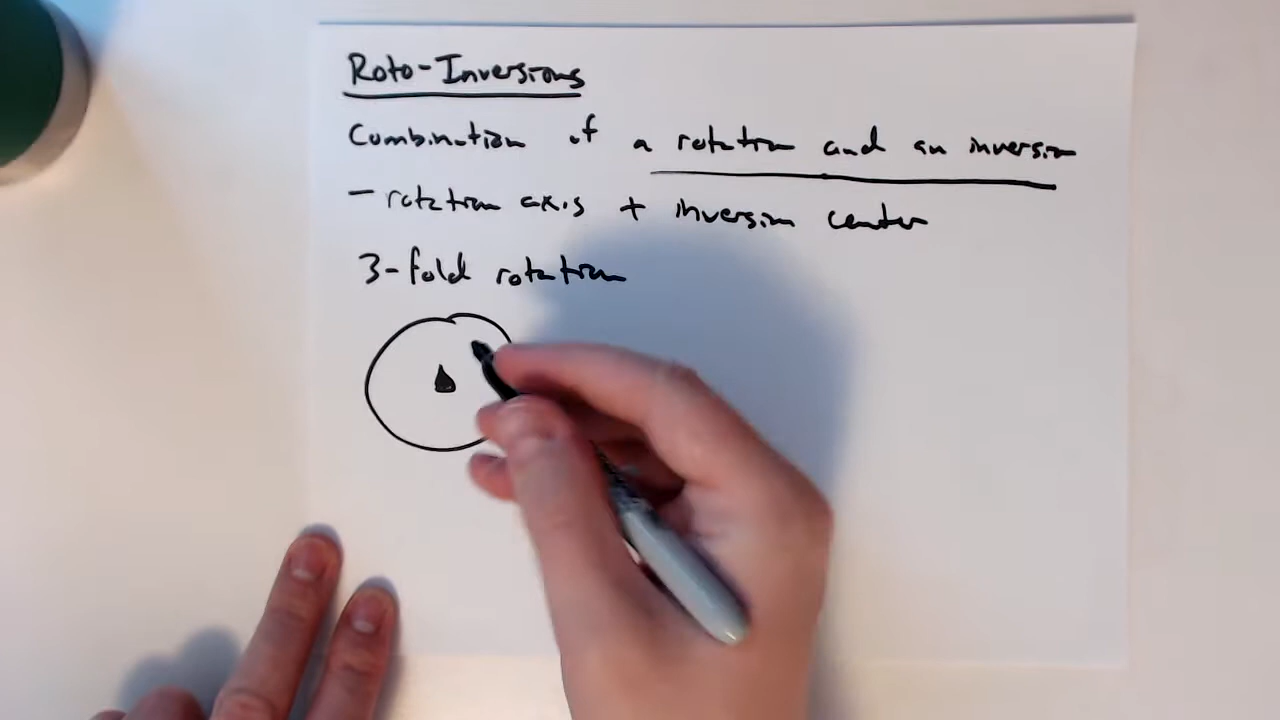 Roto-Inversions
Combination of a rotation and an inversion
- rotation axis + inversion center
3-fold rotation